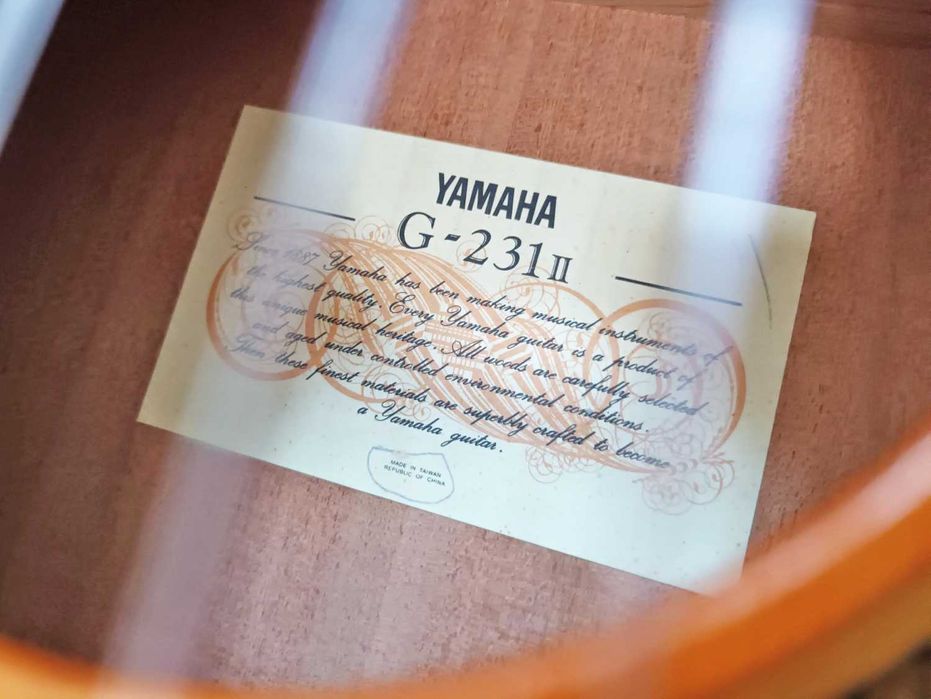 YAMAHA
G-231II
Since 1887 Yamaha has been making musical instruments of
the highest quality. Every Yamaha guitar is a product of
this unique musical heritage. All woods are carefully selected
and aged under controlled environmental conditions.
Then these finest materials are superbly crafted to become
a Yamaha guitar.
MADE IN TAIWAN
REPUBLIC OF CHINA